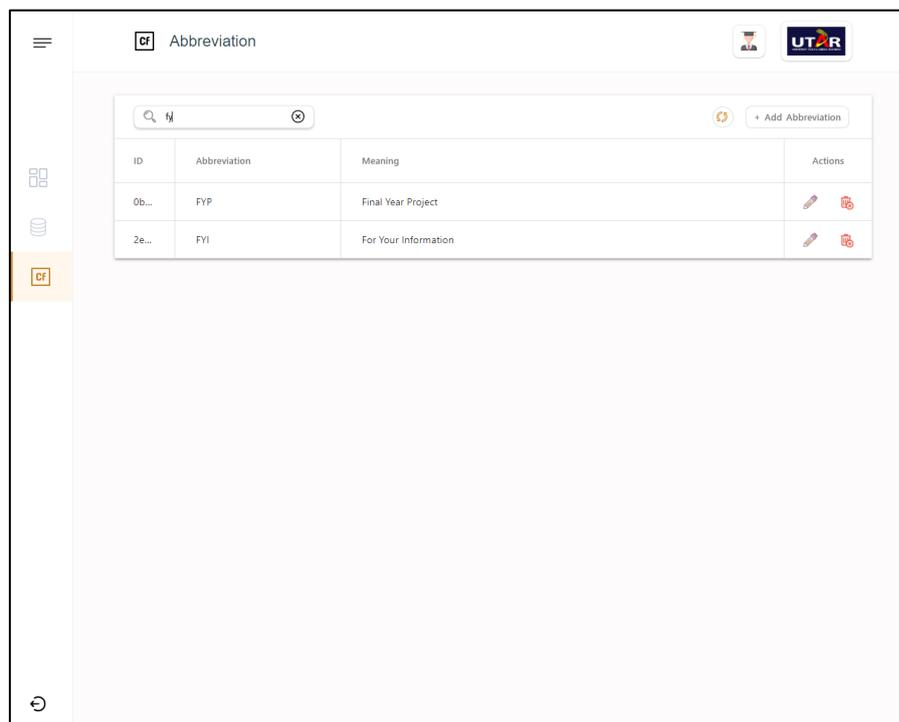 Cf Abbreviation
UTAR
fy
+ Add Abbreviation
ID Abbreviation Meaning Actions
0b... FYP Final Year Project
2e... FYI For Your Information
Cf